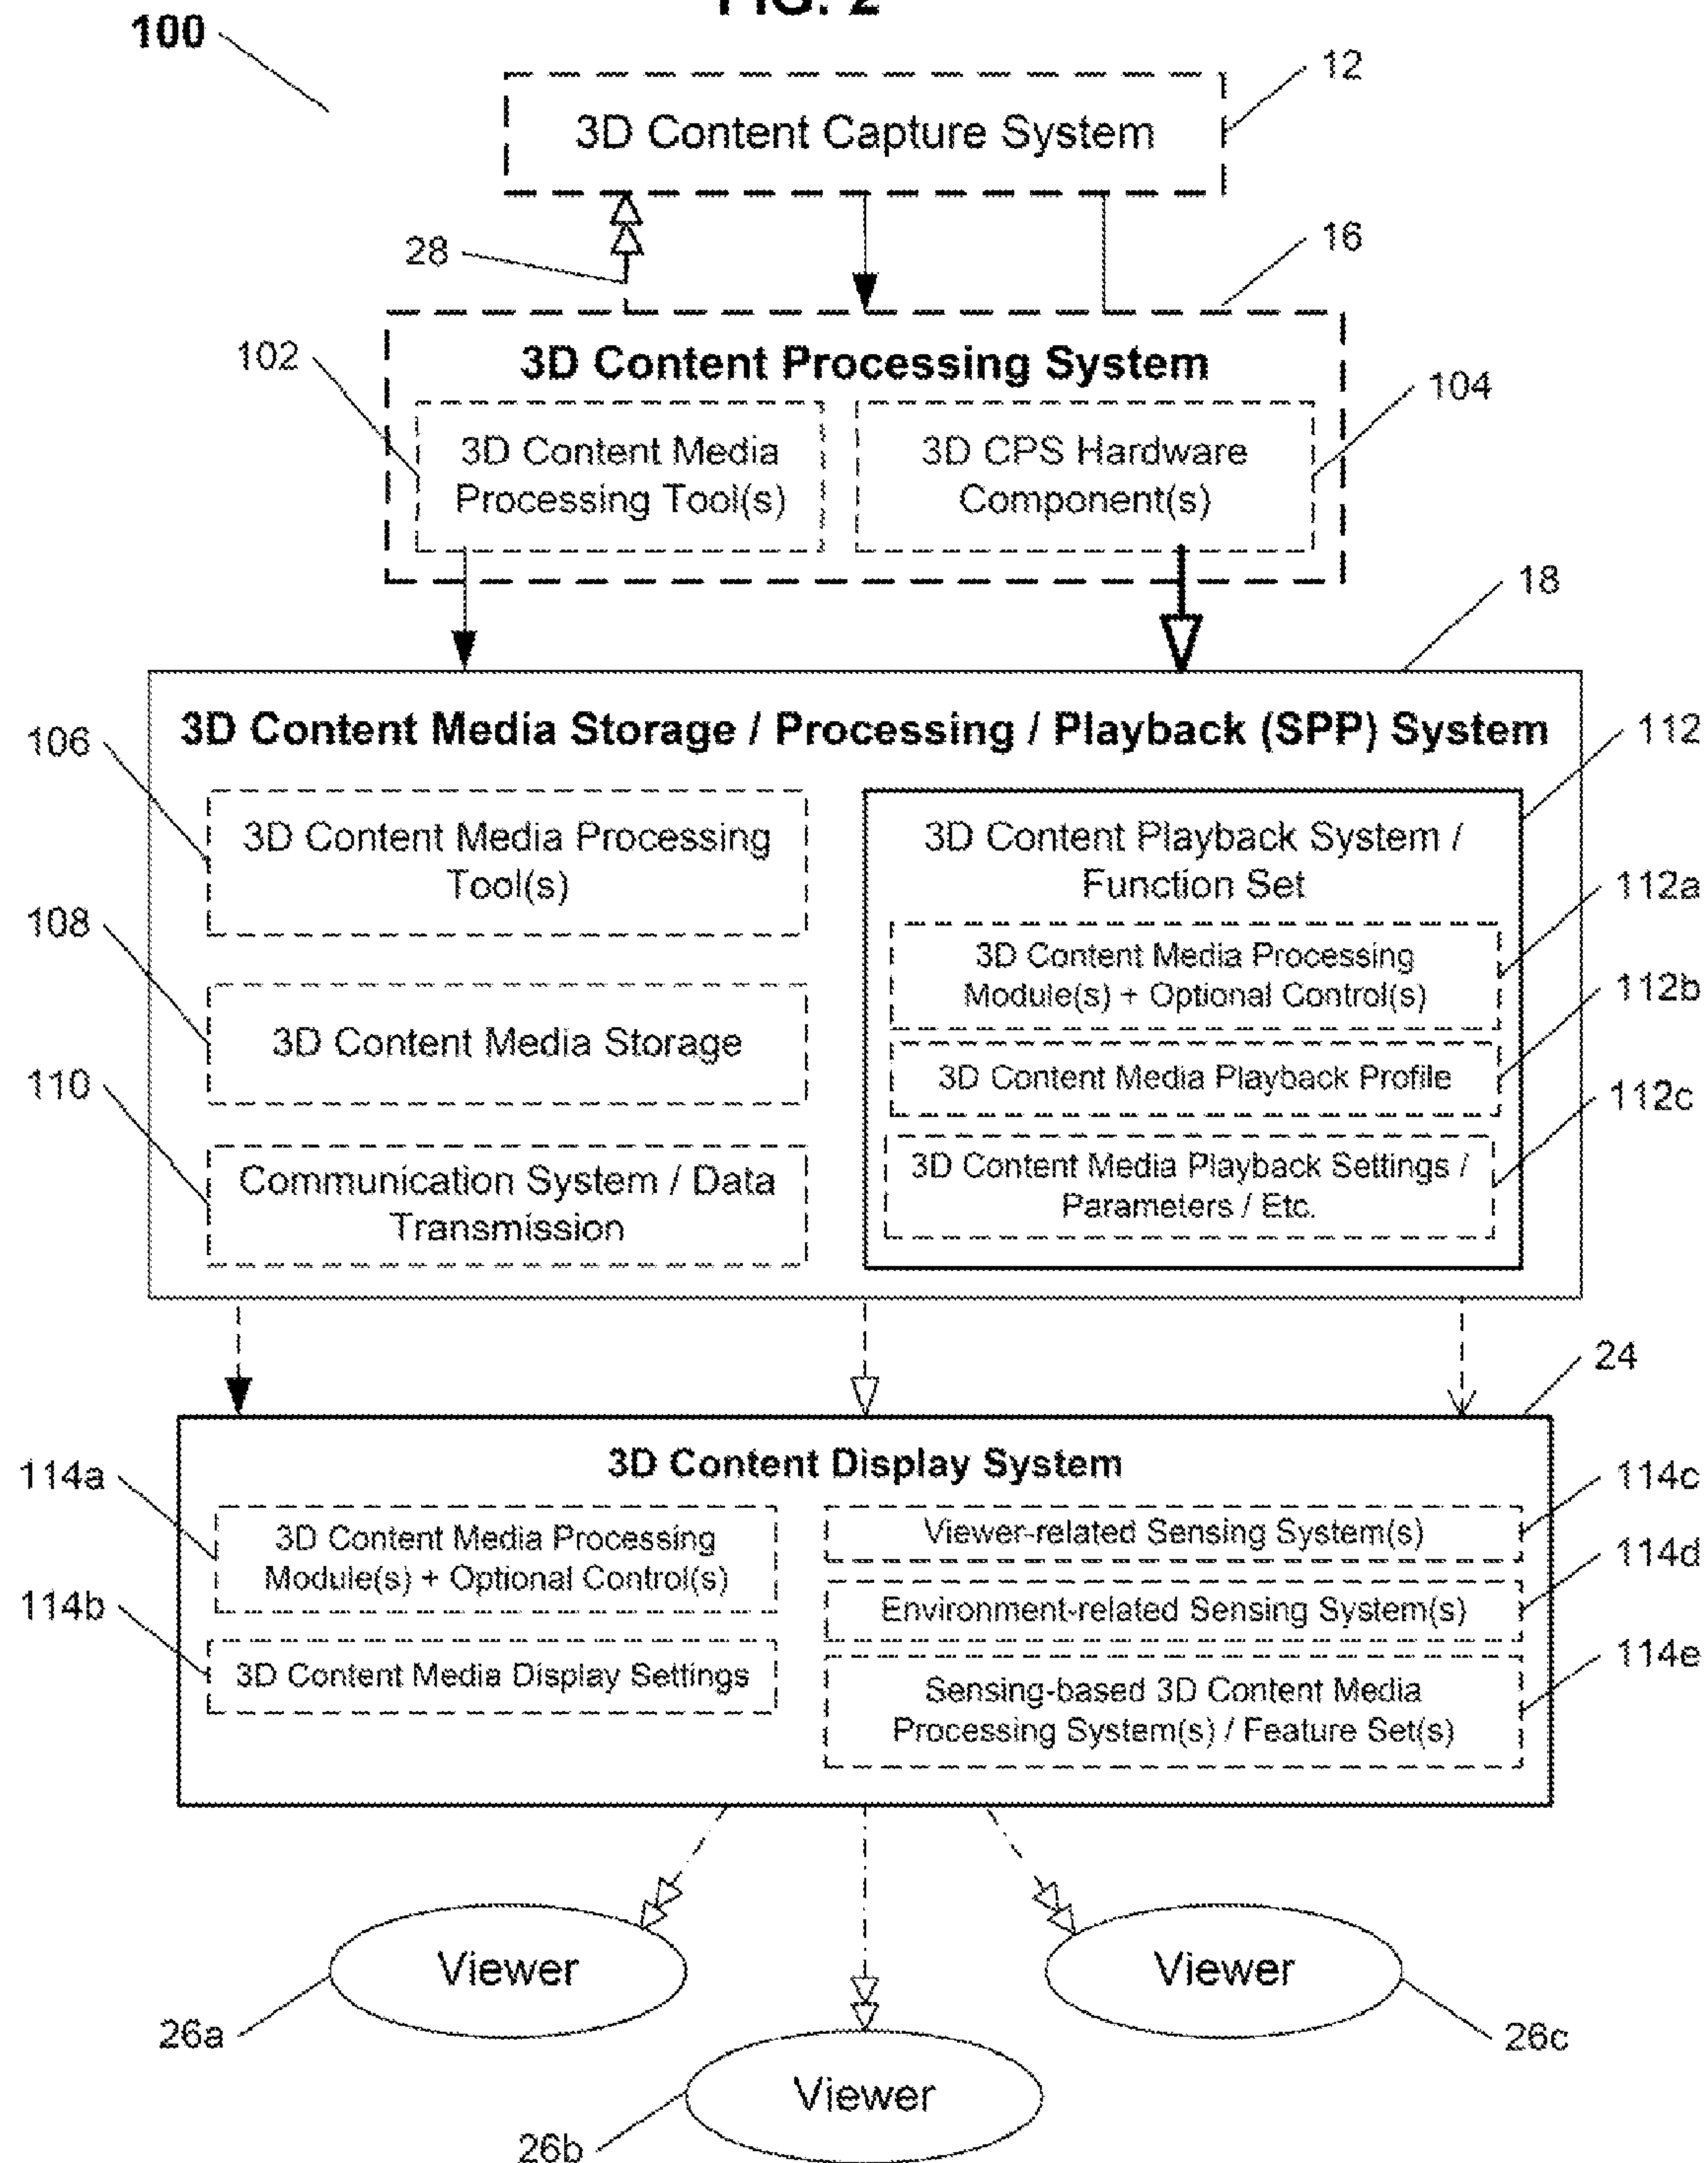 FIG. 2
100
12
3D Content Capture System
28
16
3D Content Processing System
102
104
3D Content Media
Processing Tool(s)
3D CPS Hardware
Component(s)
18
3D Content Media Storage / Processing / Playback (SPP) System
106
112
3D Content Media Processing
Tool(s)
3D Content Playback System /
Function Set
112a
108
3D Content Media Processing
Module(s) + Optional Control(s)
112b
3D Content Media Storage
3D Content Media Playback Profile
110
112c
Communication System / Data
Transmission
3D Content Media Playback Settings /
Parameters / Etc.
24
3D Content Display System
114a
114c
3D Content Media Processing
Module(s) + Optional Control(s)
Viewer-related Sensing System(s)
114d
114b
Environment-related Sensing System(s)
114e
3D Content Media Display Settings
Sensing-based 3D Content Media
Processing System(s) / Feature Set(s)
Viewer
Viewer
26a
26c
Viewer
26b